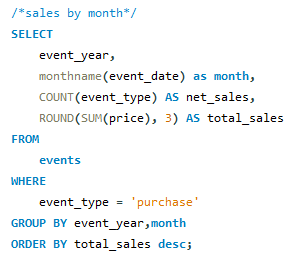 /*sales by month*/
SELECT
event_year,
monthname(event_date) as month,
COUNT(event_type) AS net_sales,
ROUND(SUM(price), 3) AS total_sales
FROM
events
WHERE
event_type = 'purchase'
GROUP BY event_year,month
ORDER BY total_sales desc;